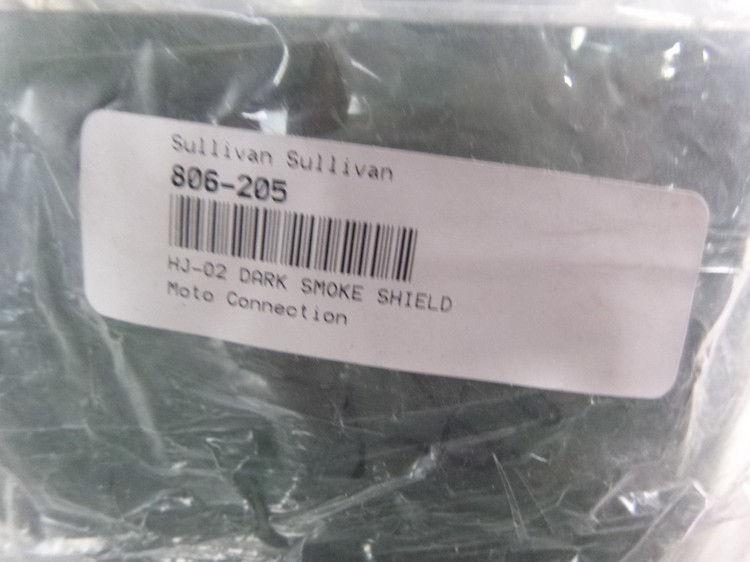 Sullivan Sullivan
806-205
HJ-02 DARK SMOKE SHIELD
Moto Connection